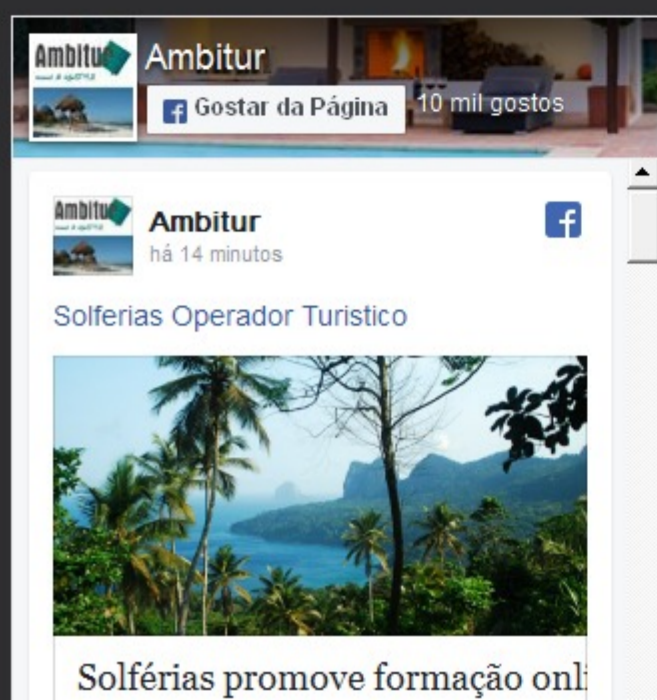 Ambitur
Ambitur
Gostar da Página
10 mil gostos
Ambitur
Ambitur
há 14 minutos
Solferias Operador Turistico
Solférias promove formação onli